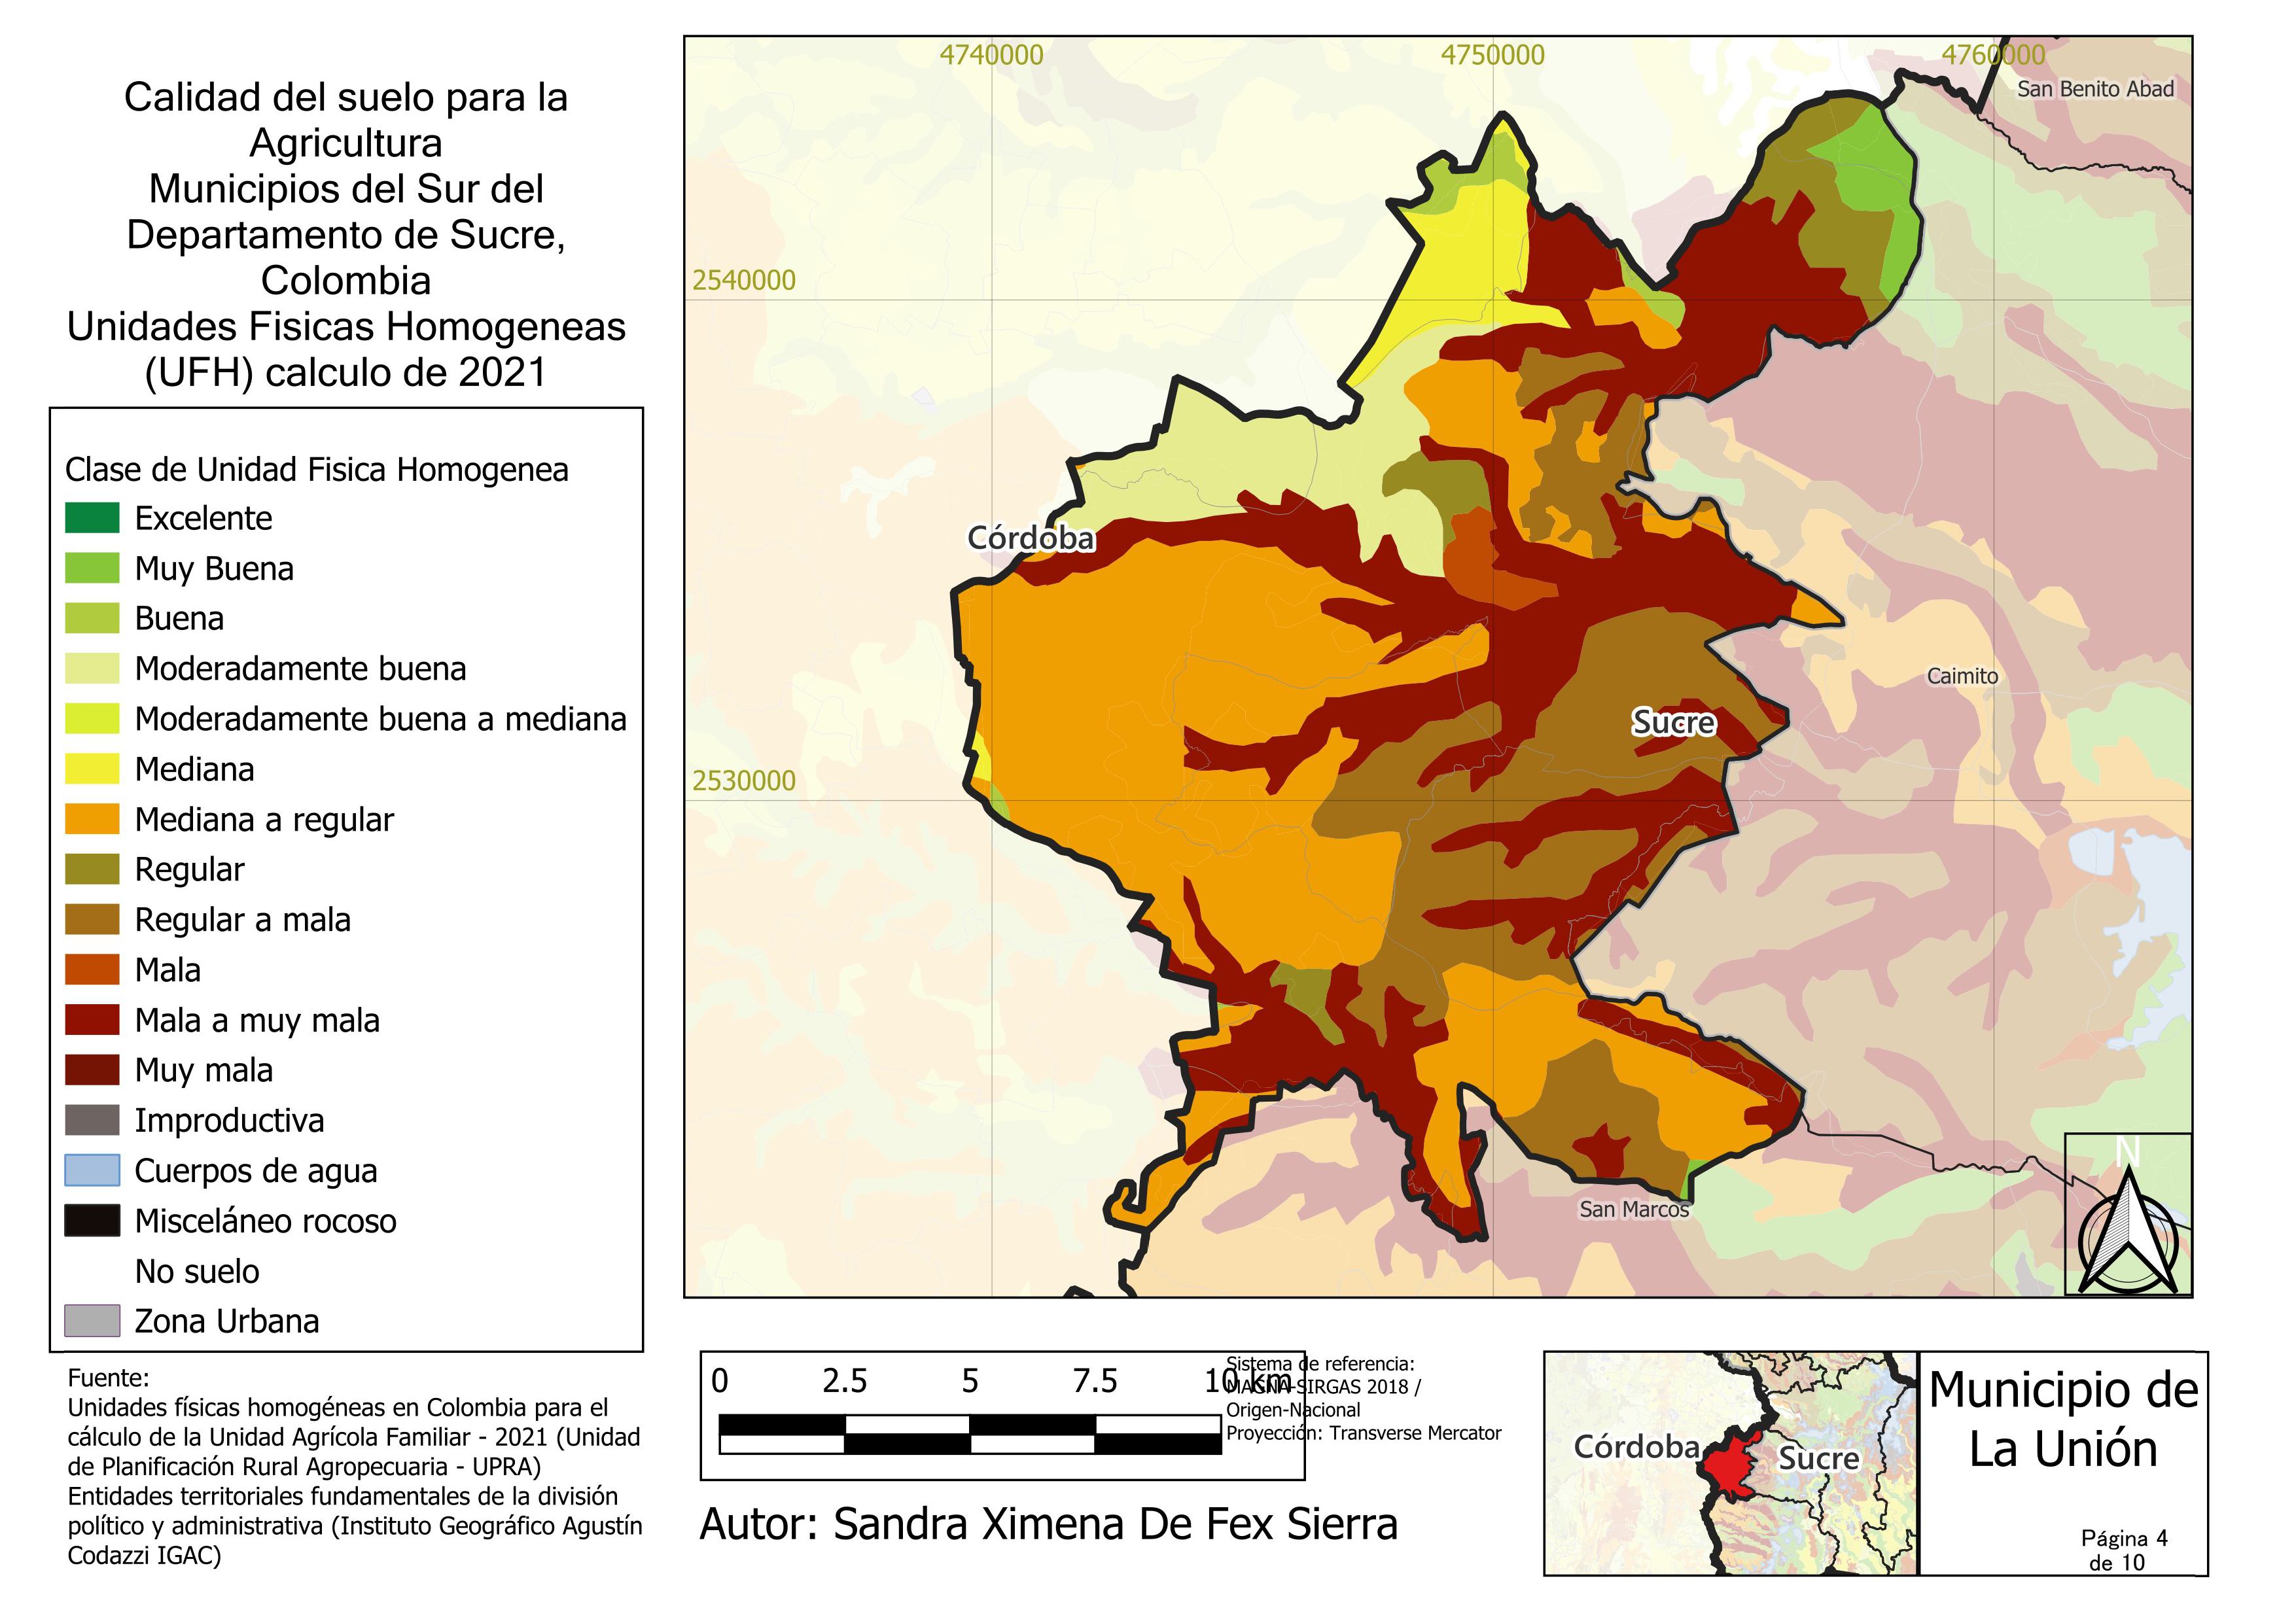 Calidad del suelo para la
Agricultura
Municipios del Sur del
Departamento de Sucre,
Colombia
Unidades Fisicas Homogeneas
(UFH) calculo de 2021
Clase de Unidad Fisica Homogenea
Excelente
Muy Buena
Buena
Moderadamente buena
Moderadamente buena a mediana
Mediana
Mediana a regular
Regular
Regular a mala
Mala
Mala a muy mala
Muy mala
Improductiva
Cuerpos de agua
Misceláneo rocoso
No suelo
Zona Urbana
Fuente:
Unidades físicas homogéneas en Colombia para el
cálculo de la Unidad Agrícola Familiar - 2021 (Unidad
de Planificación Rural Agropecuaria - UPRA)
Entidades territoriales fundamentales de la división
político y administrativa (Instituto Geográfico Agustín
Codazzi IGAC)
4740000 4750000 4760000
San Benito Abad
2540000
Córdoba
Caimito
Sucre
2530000
San Marcos
N
0 2.5 5 7.5 10 km
Sistema de referencia:
MAGNA-SIRGAS 2018 /
Origen-Nacional
Proyección: Transverse Mercator
Autor: Sandra Ximena De Fex Sierra
Córdoba
Sucre
Municipio de
La Unión
Página 4
de 10